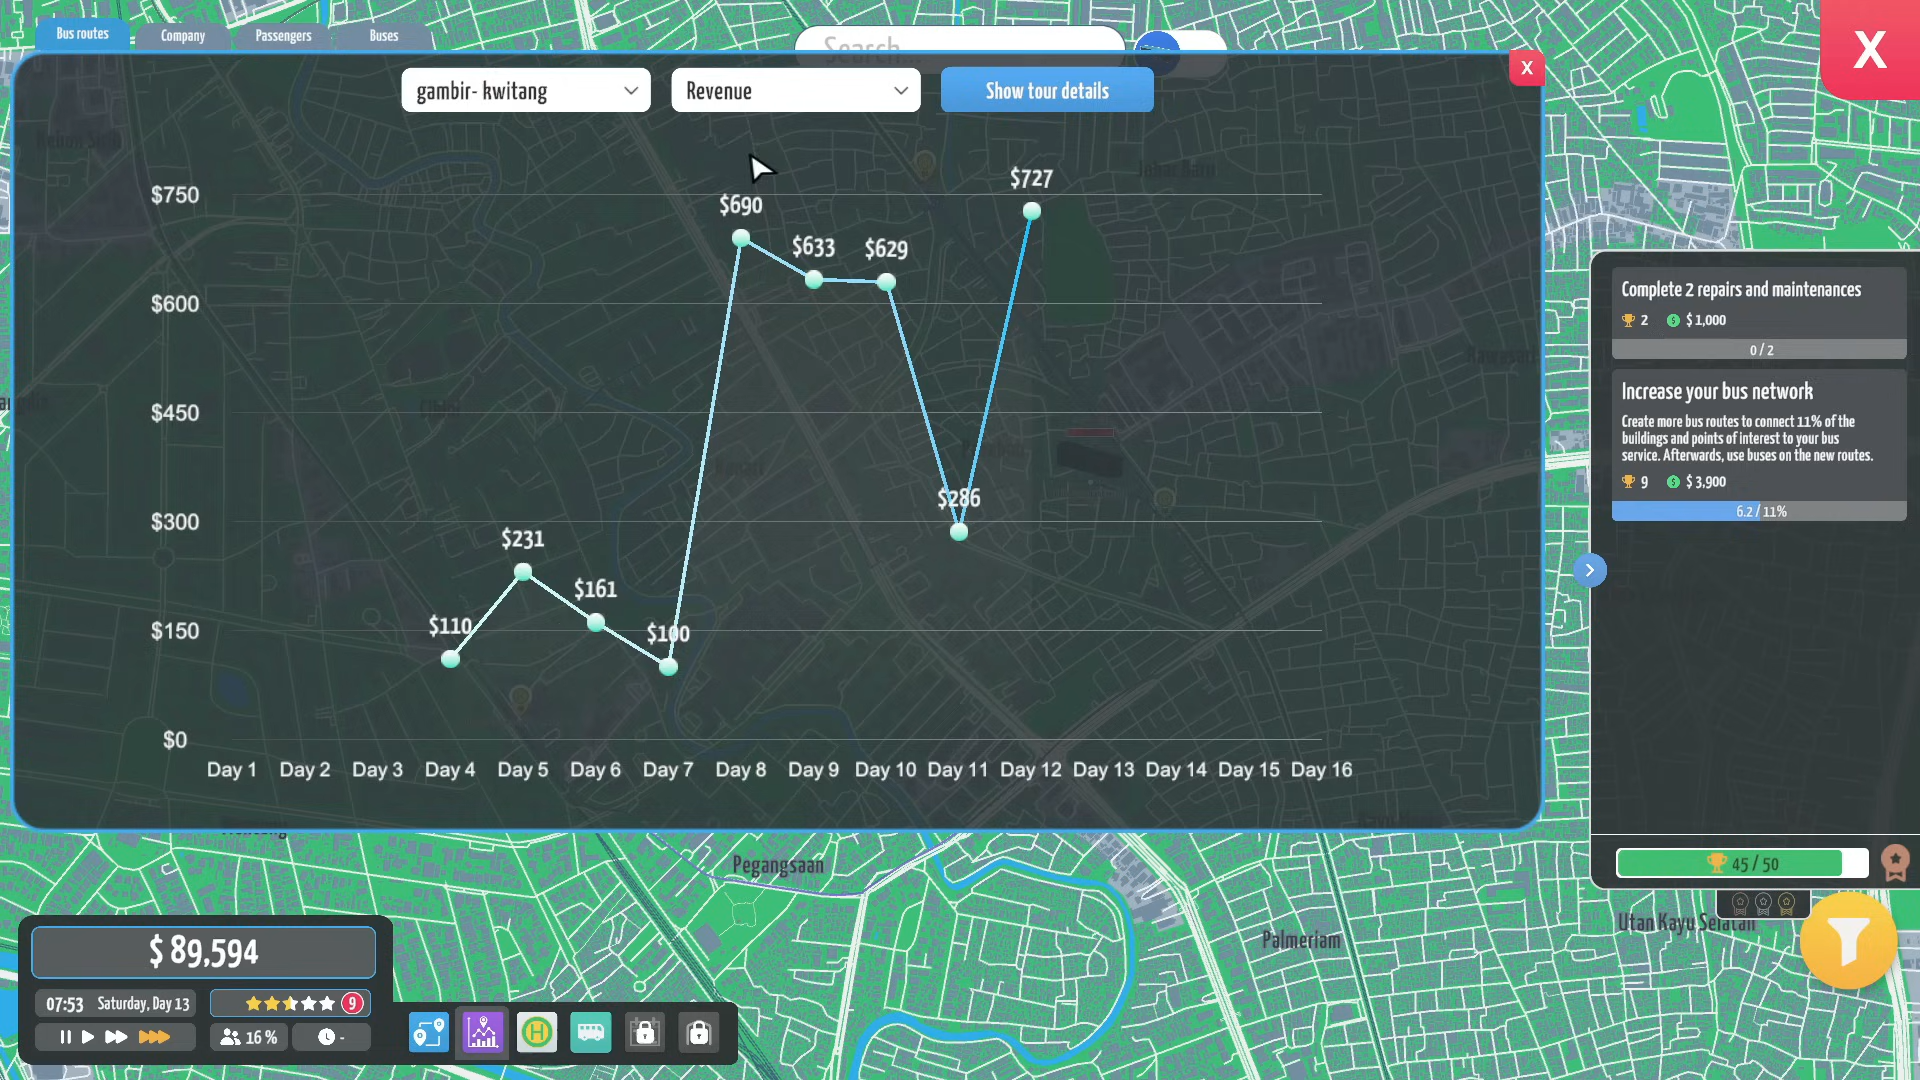 Bus routes
Company
Passengers
Buses
Search...
X
X
gambir- kwitang
Revenue
Show tour details
$750
$600
$450
$300
$150
$0
$110
$231
$161
$100
$690
$633
$629
$286
$727
Day 1
Day 2
Day 3
Day 4
Day 5
Day 6
Day 7
Day 8
Day 9
Day 10
Day 11
Day 12
Day 13
Day 14
Day 15
Day 16
Complete 2 repairs and maintenances
2
$ 1,000
0 / 2
Increase your bus network
Create more bus routes to connect 11% of the
buildings and points of interest to your bus
service. Afterwards, use buses on the new routes.
9
$ 3,900
6.2 / 11%
45 / 50
Pegangsaan
Palmeriam
Utan Kayu Selatan
$ 89,594
07:53
Saturday, Day 13
9
16 %
-
H